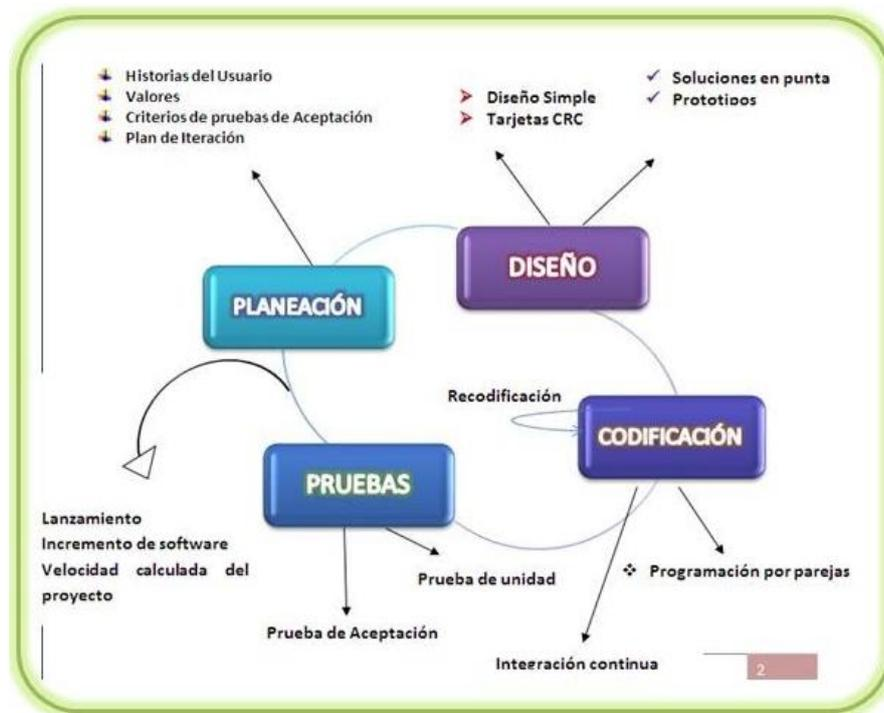 Historias del Usuario
Valores
Criterios de pruebas de Aceptación
Plan de Iteración
Diseño Simple
Tarjetas CRC
Soluciones en punta
Prototipos
PLANEACIÓN
DISEÑO
Recodificación
CODIFICACIÓN
PRUEBAS
Lanzamiento
Incremento de software
Velocidad calculada del
proyecto
Prueba de unidad
Programación por parejas
Prueba de Aceptación
Integración continua
2